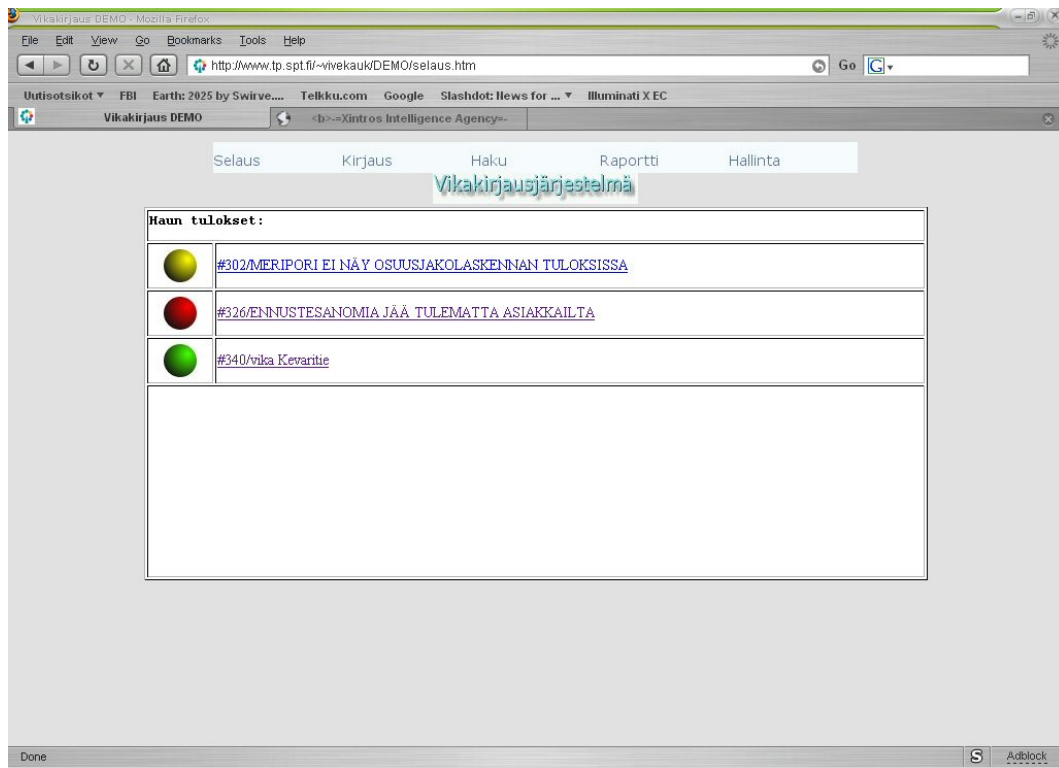 Vikakirjaus DEMO - Mozilla Firefox
File Edit View Go Bookmarks Tools Help
http://www.tp.spt.fi/~vivekauk/DEMO/selaus.htm Go G
Uutisotsikot FBI Earth: 2025 by Swirve.... Telkku.com Google Slashdot: News for ... Illuminati X EC
Vikakirjaus DEMO <b>-=Xintros Intelligence Agency=-
Selaus Kirjaus Haku Raportti Hallinta
Vikakirjausjärjestelmä
Haun tulokset:
#302/MERIPORI EI NÄY OSUUSJAKOLASKENNAN TULOKSISSA
#326/ENNUSTESANOMIA JÄÄ TULEMATTA ASIAKKAILTA
#340/vika Kevaritie
Done S Adblock